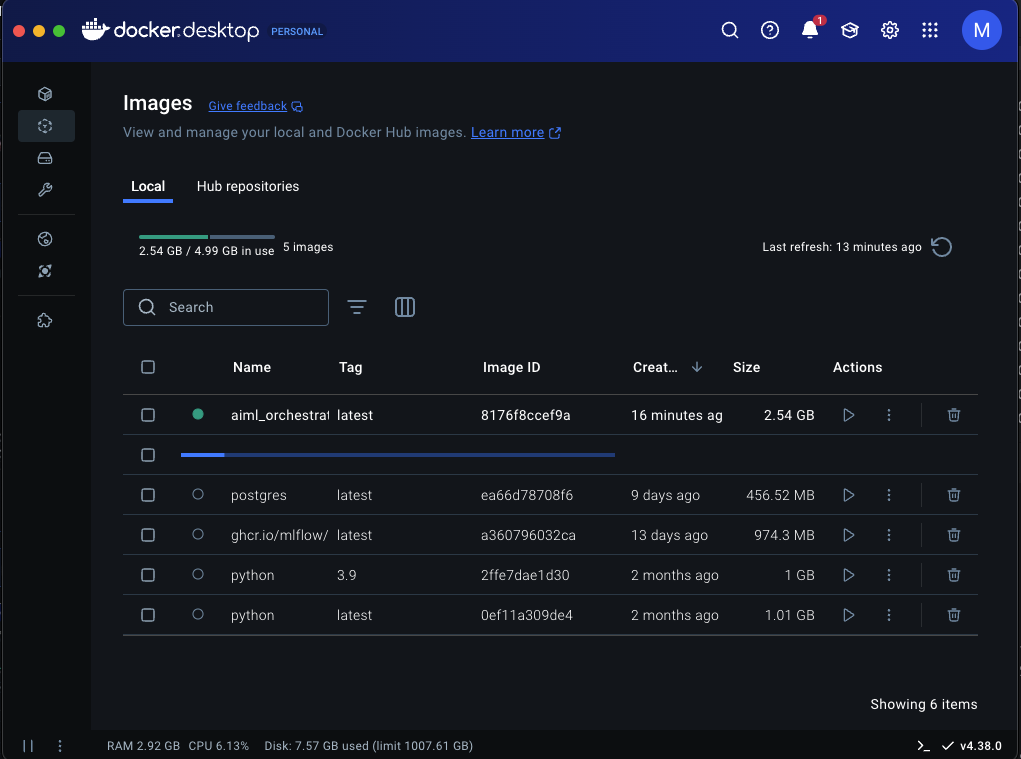 docker.desktop PERSONAL
1
M
Images Give feedback
View and manage your local and Docker Hub images. Learn more
Local Hub repositories
2.54 GB / 4.99 GB in use 5 images Last refresh: 13 minutes ago
Search
Name Tag Image ID Creat... Size Actions
aiml_orchestrat latest 8176f8ccef9a 16 minutes ag 2.54 GB
postgres latest ea66d78708f6 9 days ago 456.52 MB
ghcr.io/mlflow/ latest a360796032ca 13 days ago 974.3 MB
python 3.9 2ffe7dae1d30 2 months ago 1 GB
python latest 0ef11a309de4 2 months ago 1.01 GB
Showing 6 items
RAM 2.92 GB CPU 6.13% Disk: 7.57 GB used (limit 1007.61 GB) v4.38.0